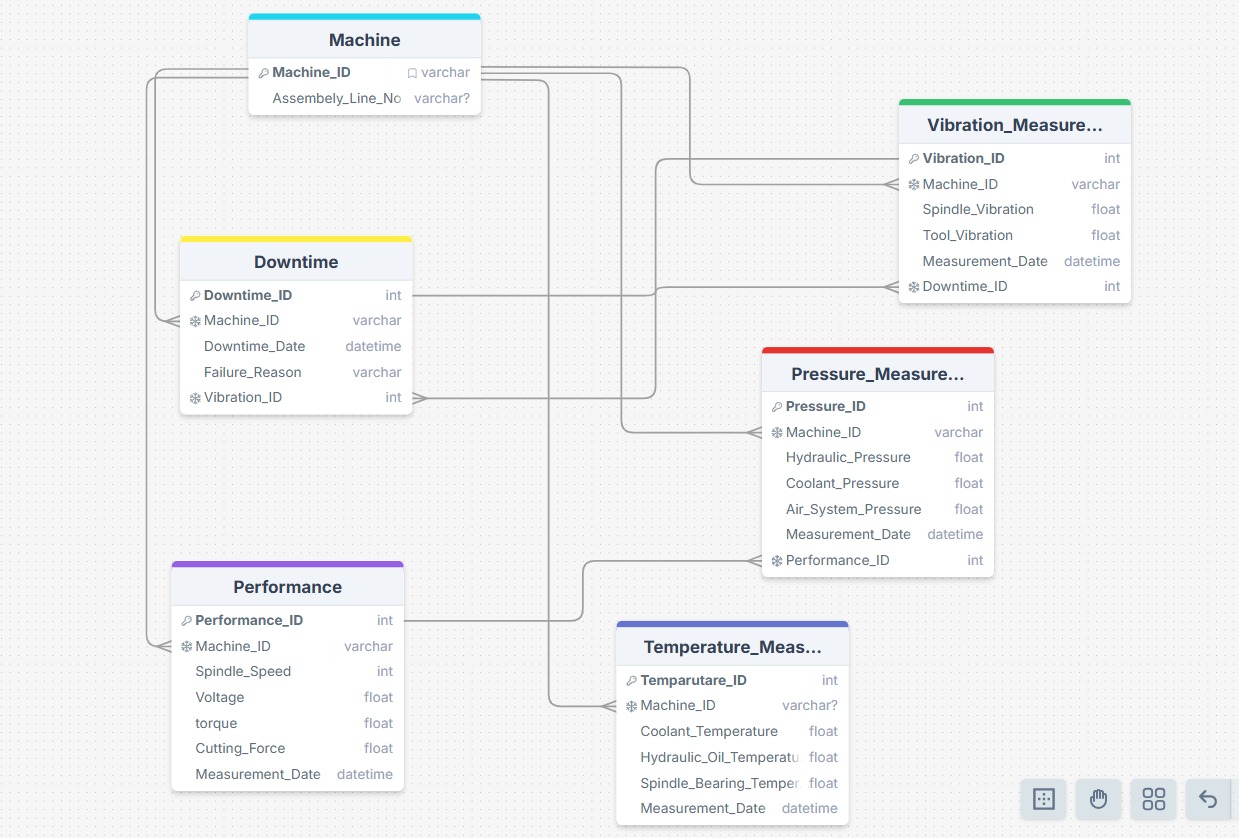 Machine
Machine_ID varchar
Assembely_Line_No varchar?
Vibration_Measure...
Vibration_ID int
Machine_ID varchar
Spindle_Vibration float
Tool_Vibration float
Measurement_Date datetime
Downtime_ID int
Downtime
Downtime_ID int
Machine_ID varchar
Downtime_Date datetime
Failure_Reason varchar
Vibration_ID int
Pressure_Measure...
Pressure_ID int
Machine_ID varchar
Hydraulic_Pressure float
Coolant_Pressure float
Air_System_Pressure float
Measurement_Date datetime
Performance_ID int
Performance
Performance_ID int
Machine_ID varchar
Spindle_Speed int
Voltage float
torque float
Cutting_Force float
Measurement_Date datetime
Temperature_Meas...
Temparutare_ID int
Machine_ID varchar?
Coolant_Temperature float
Hydraulic_Oil_Temperatu float
Spindle_Bearing_Temper float
Measurement_Date datetime